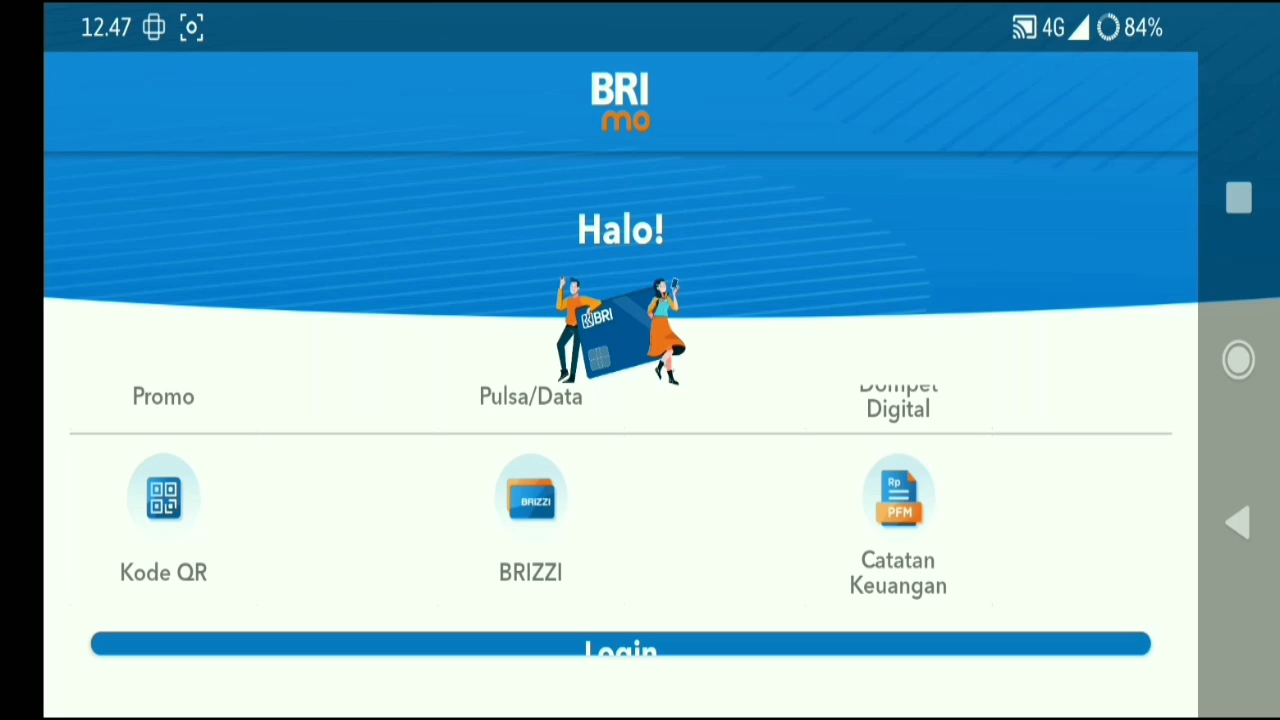 12.47
4G
84%
BRI
mo
Halo!
BRI
Promo
Pulsa/Data
Dompet
Digital
BRIZZI
Rp
PFM
Kode QR
BRIZZI
Catatan
Keuangan
Login